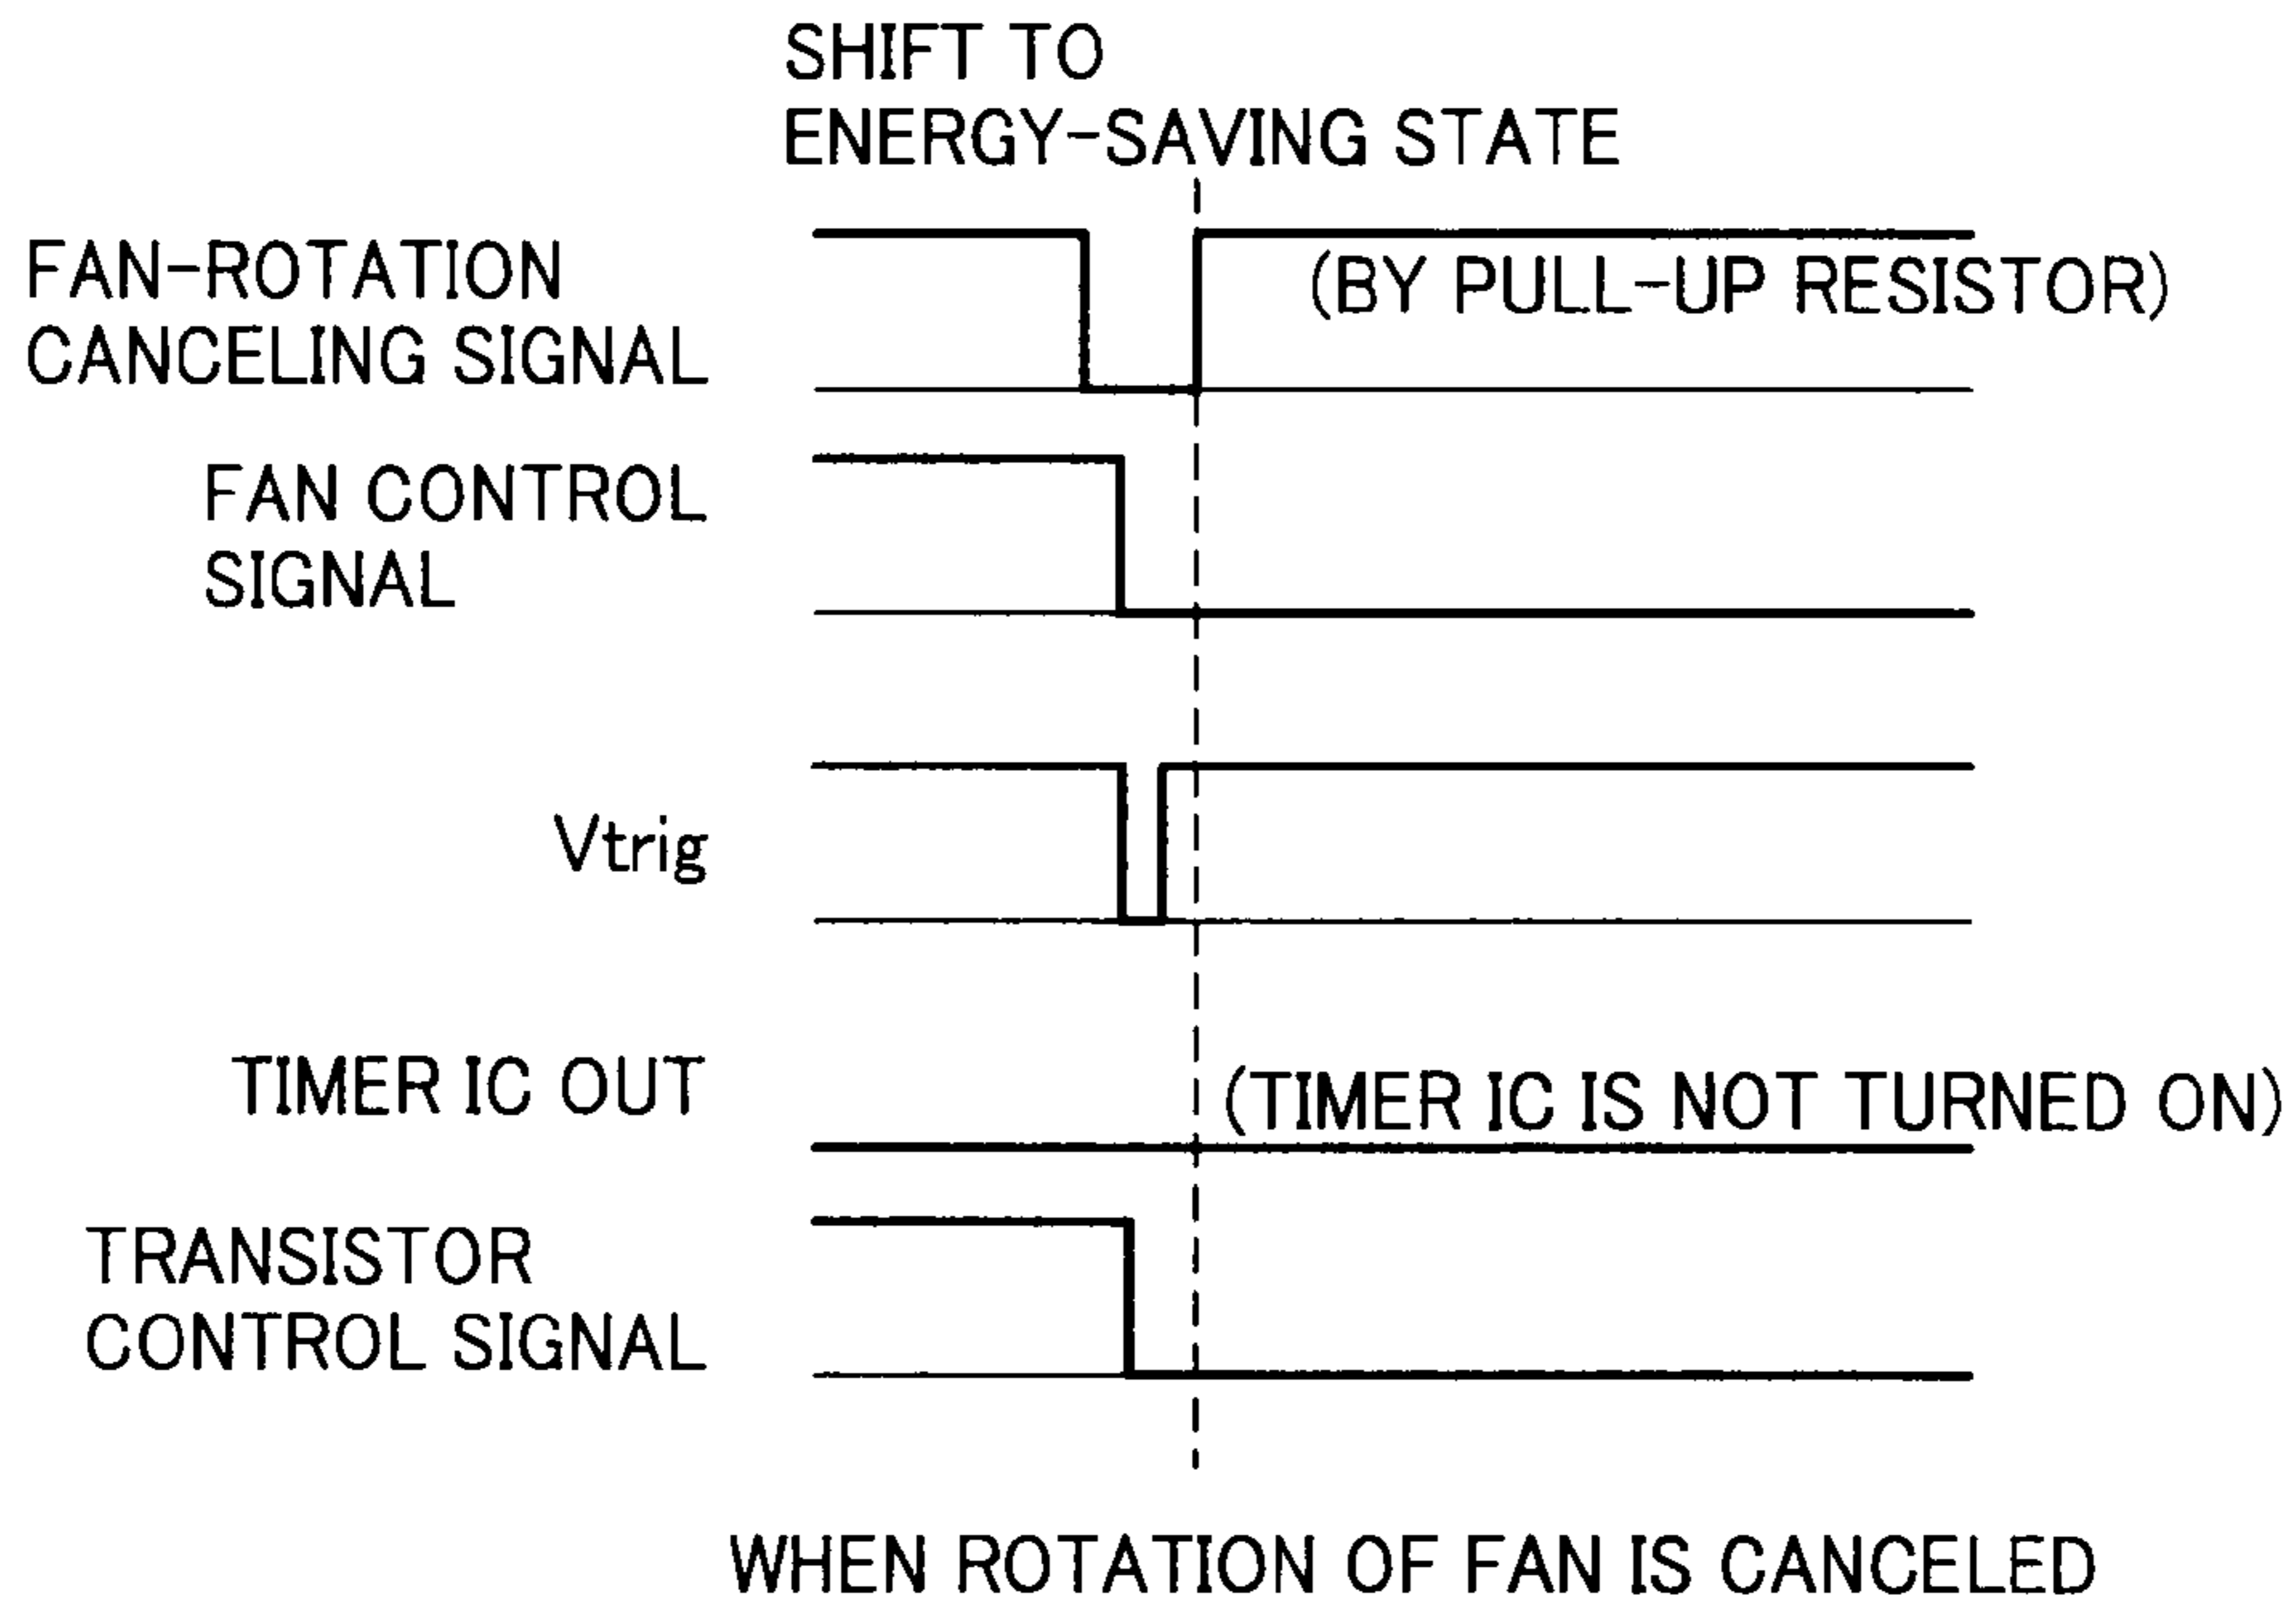 SHIFT TO
ENERGY-SAVING STATE
FAN-ROTATION
CANCELING SIGNAL
(BY PULL-UP RESISTOR)
FAN CONTROL
SIGNAL
Vtrig
TIMER IC OUT
(TIMER IC IS NOT TURNED ON)
TRANSISTOR
CONTROL SIGNAL
WHEN ROTATION OF FAN IS CANCELED